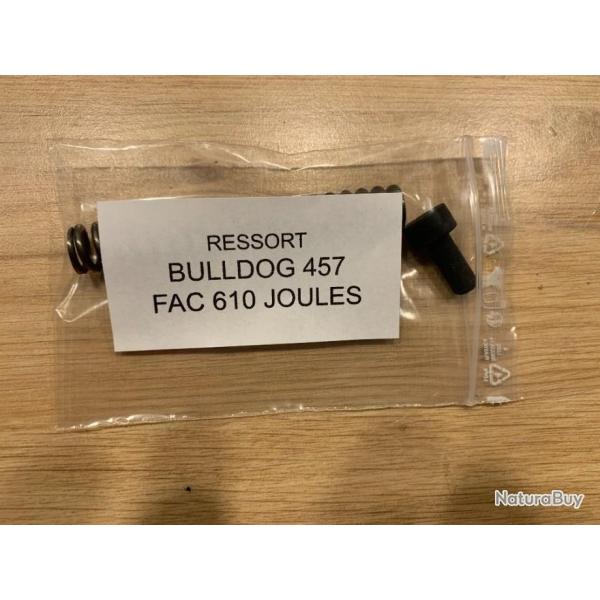 RESSORT
BULLDOG 457
FAC 610 JOULES
NaturaBuy